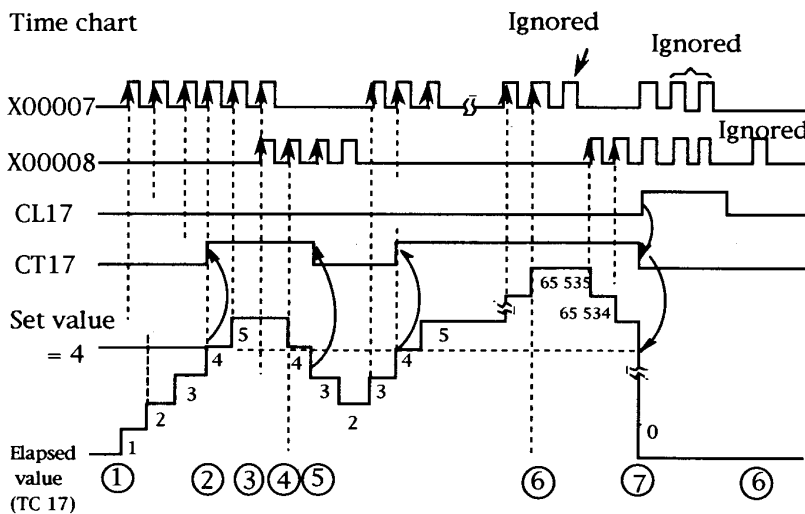 Time chart
Ignored
Ignored
X00007
X00008
Ignored
CL17
CT17
65 535
65 534
Set value
= 4
5
5
4
4
4
3
3
3
2
2
1
0
Elapsed
value
(TC 17)
① ② ③ ④ ⑤ ⑥ ⑦ ⑥